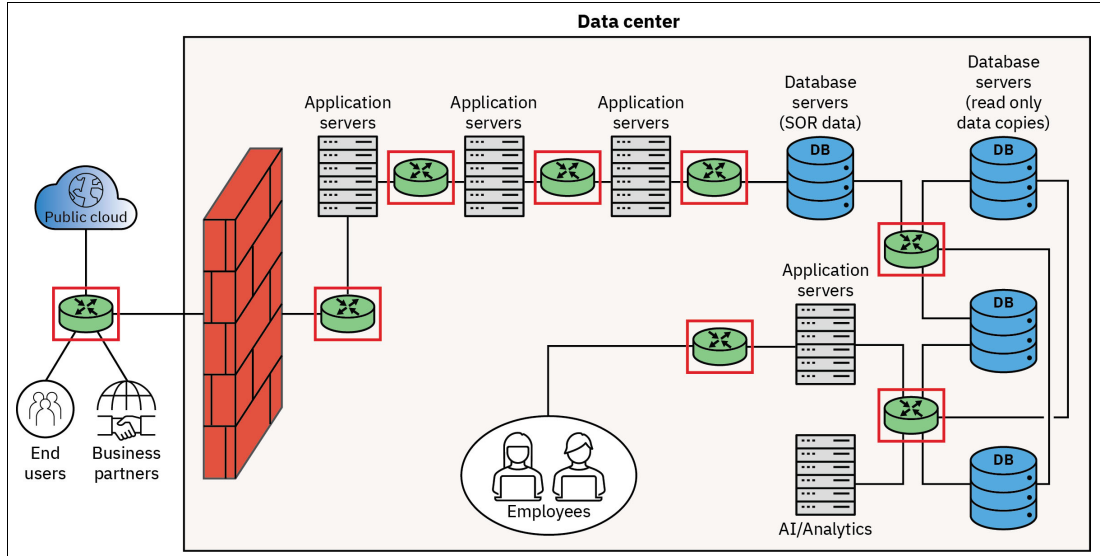 Data center
Application
servers
Application
servers
Application
servers
Database
servers
(SOR data)
Database
servers
(read only
data copies)
DB
DB
Public cloud
Application
servers
DB
End
users
Business
partners
Employees
AI/Analytics
DB